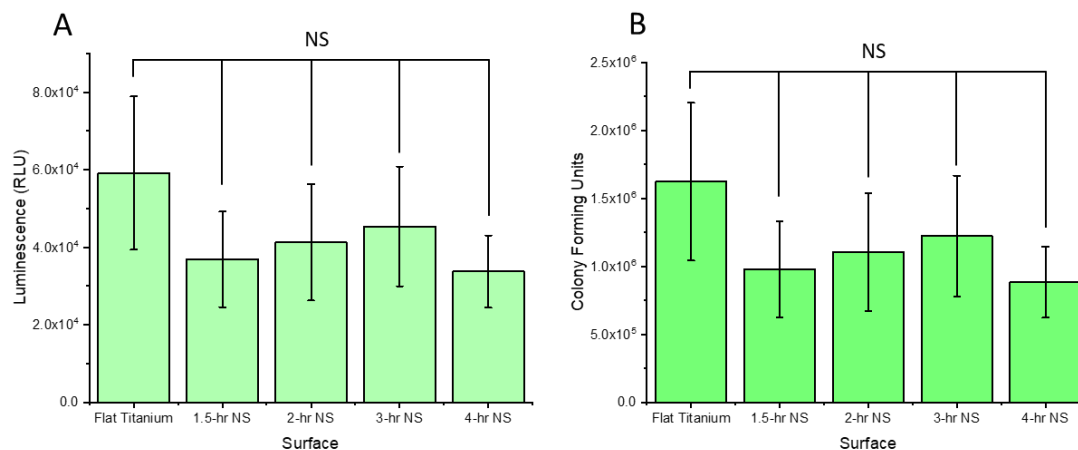 A
NS
Luminescence (RLU)
8.0x10⁴
6.0x10⁴
4.0x10⁴
2.0x10⁴
0.0
Flat Titanium 1.5-hr NS 2-hr NS 3-hr NS 4-hr NS
Surface
B
NS
Colony Forming Units
2.5x10⁶
2.0x10⁶
1.5x10⁶
1.0x10⁶
5.0x10⁵
0.0
Flat Titanium 1.5-hr NS 2-hr NS 3-hr NS 4-hr NS
Surface